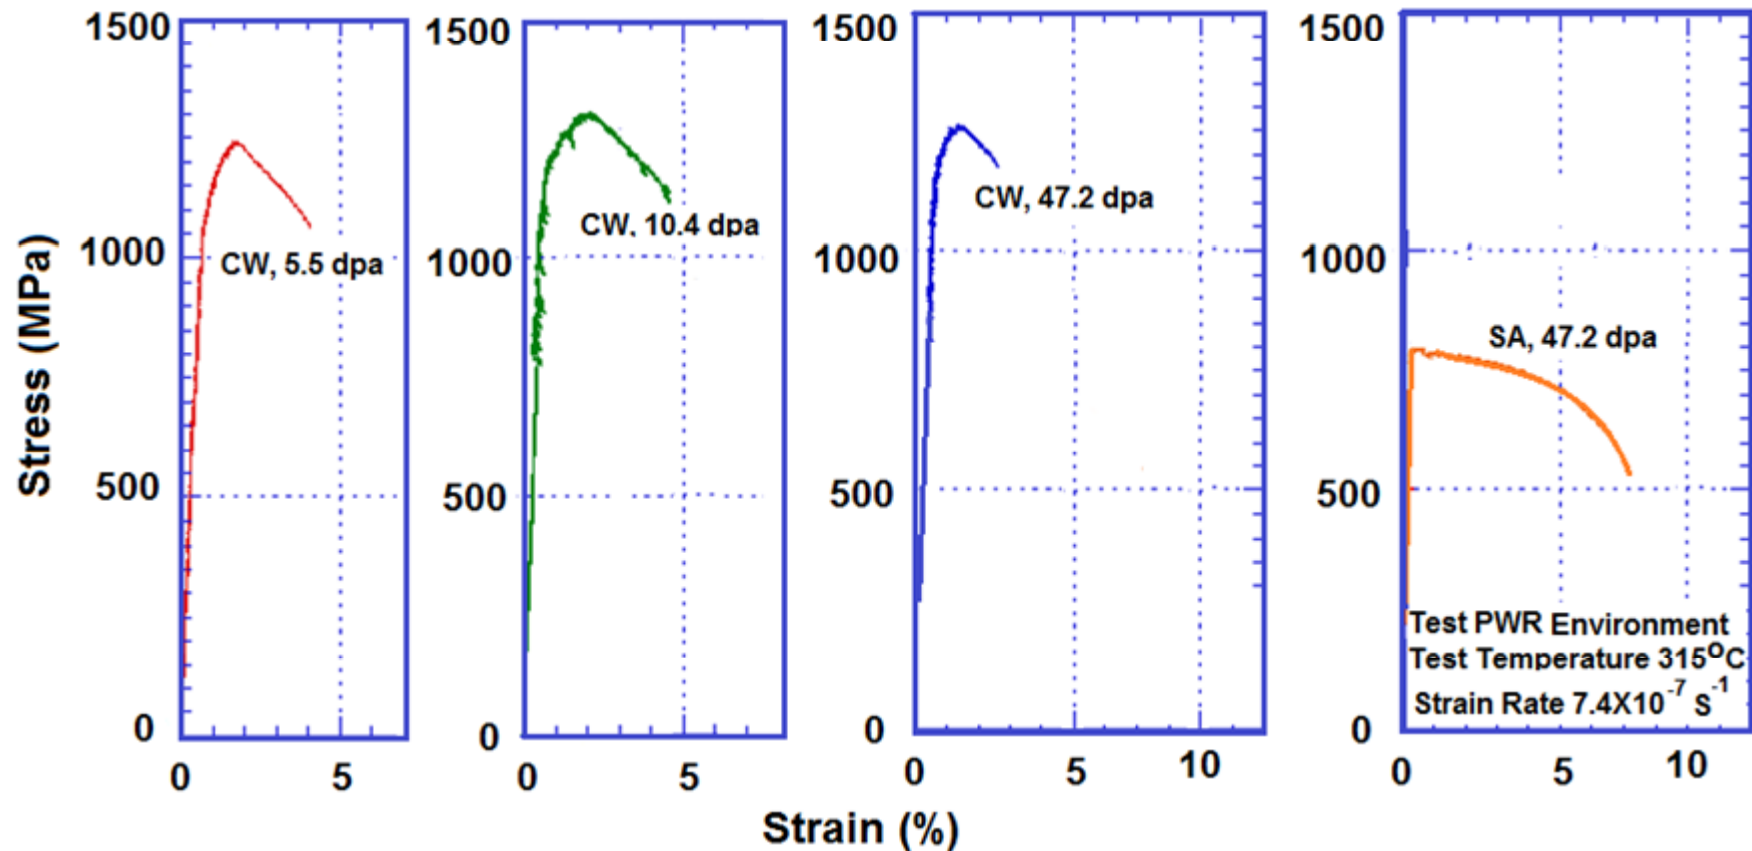 Stress (MPa)
1500
1000
500
0
0
5
CW, 5.5 dpa
1500
1000
500
0
0
5
CW, 10.4 dpa
1500
1000
500
0
0
5
10
CW, 47.2 dpa
1500
1000
500
0
0
5
10
SA, 47.2 dpa
Test PWR Environment
Test Temperature 315⁰C
Strain Rate 7.4X10⁻⁷ S⁻¹
Strain (%)